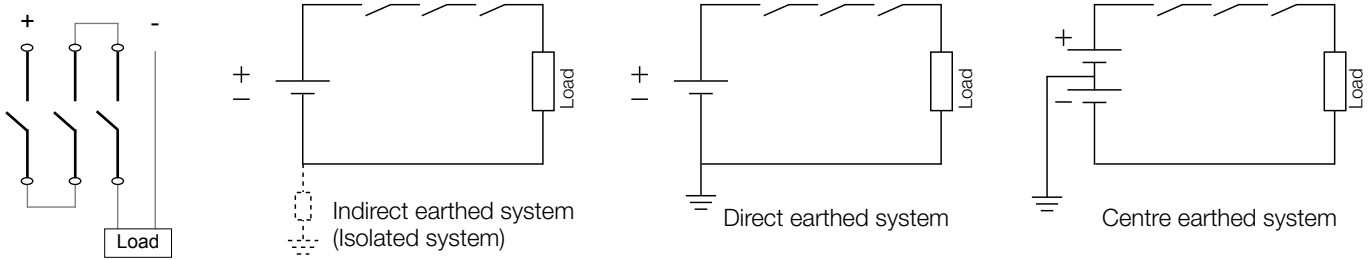 + -
Load
+
–
Load
Indirect earthed system
(Isolated system)
+
–
Load
Direct earthed system
+
–
Load
Centre earthed system